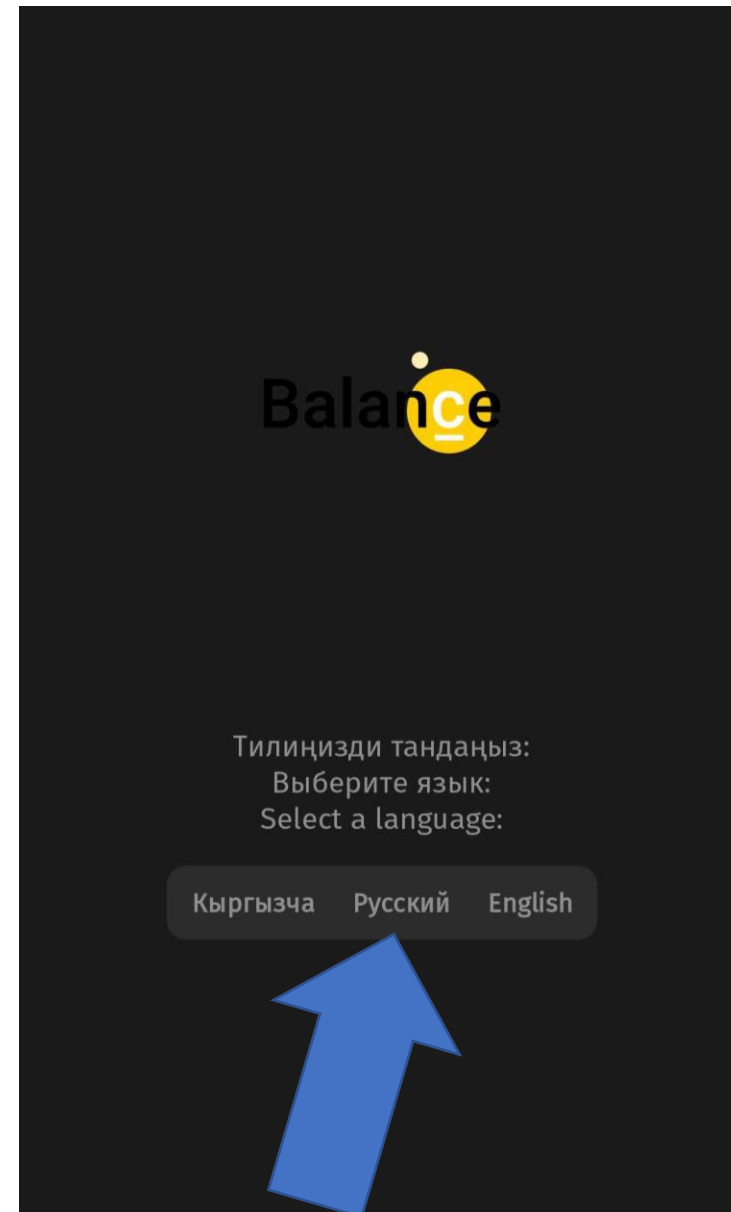 Balance
Тилиңизди тандаңыз:
Выберите язык:
Select a language:
Кыргызча Русский English